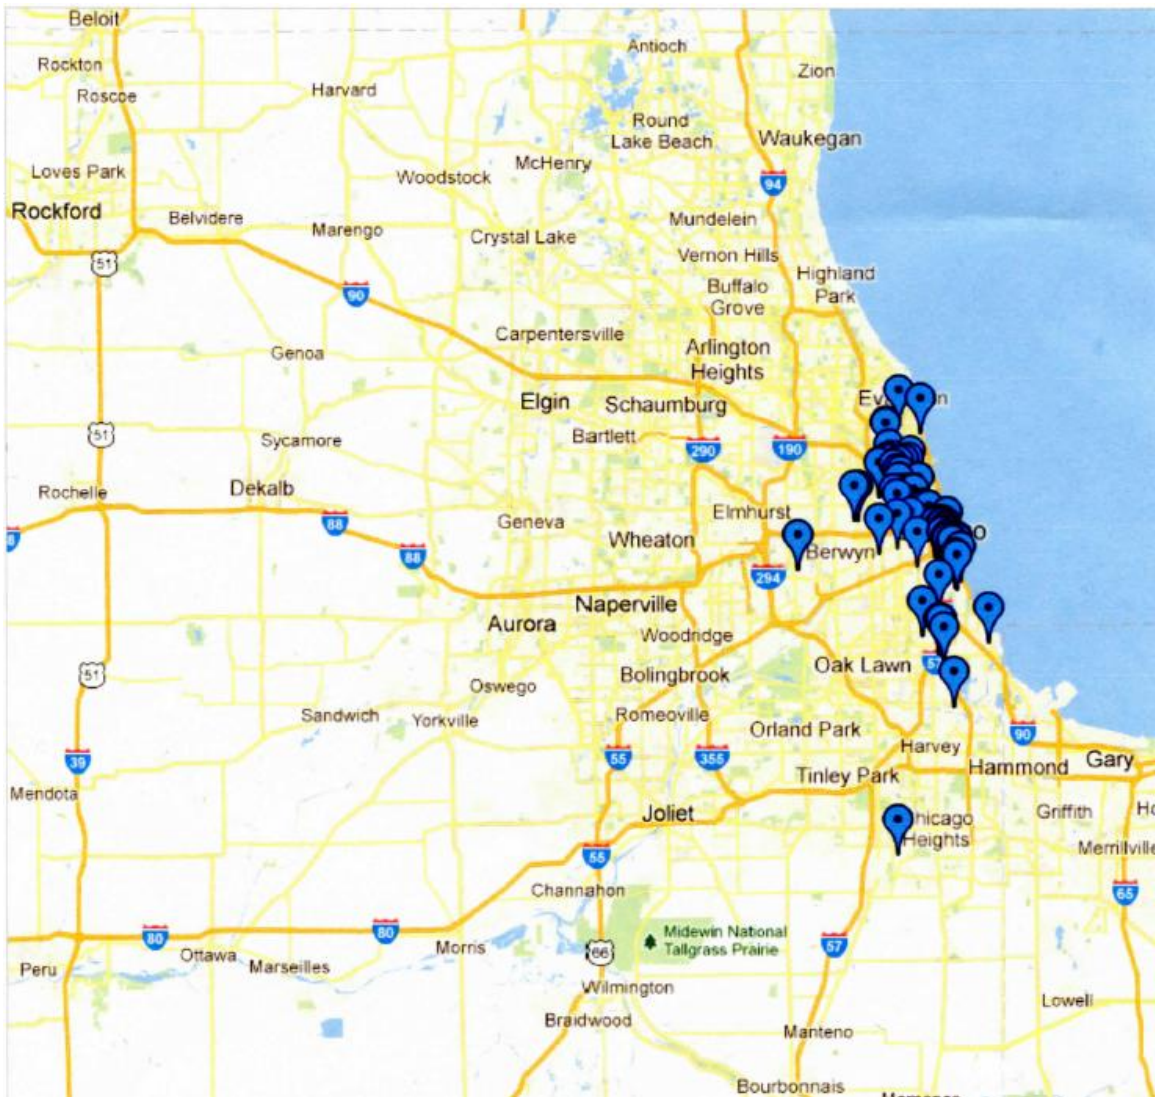 Beloit
Antioch
Rockton
Zion
Roscoe
Harvard
Round
Lake Beach
Waukegan
McHenry
Loves Park
Woodstock
94
Rockford
Belvidere
Mundelein
Marengo
Crystal Lake
Vernon Hills
51
Highland
Park
Buffalo
Grove
90
Carpentersville
Genoa
Arlington
Heights
Elgin
Schaumburg
51
Sycamore
Bartlett
290
190
Rochelle
Dekalb
88
Geneva
Elmhurst
8
Wheaton
88
Berwyn
294
Naperville
Aurora
Woodridge
Oak Lawn
57
51
Bolingbrook
Oswego
Sandwich
Yorkville
Romeoville
Orland Park
90
39
55
355
Harvey
Tinley Park
Hammond
Gary
Mendota
Joliet
hicago
Heights
Griffith
Merrillville
55
Channahon
65
80
80
Midewin National
Tallgrass Prairie
57
Peru
Ottawa
Marseilles
Morris
66
Wilmington
Lowell
Braidwood
Manteno
Bourbonnais